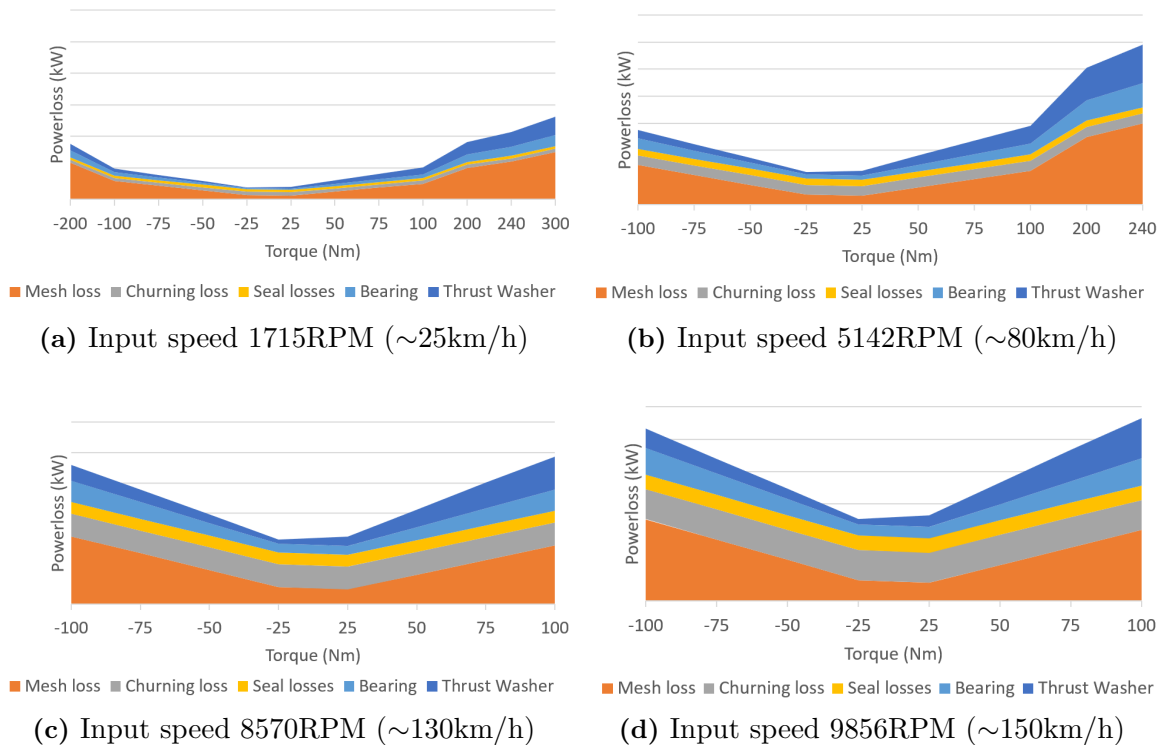 Powerloss (kW)
-200 -100 -75 -50 -25 25 50 75 100 200 240 300
Torque (Nm)
Mesh loss Churning loss Seal losses Bearing Thrust Washer
(a) Input speed 1715RPM (~25km/h)
Powerloss (kW)
-100 -75 -50 -25 25 50 75 100 200 240
Torque (Nm)
Mesh loss Churning loss Seal losses Bearing Thrust Washer
(b) Input speed 5142RPM (~80km/h)
Powerloss (kW)
-100 -75 -50 -25 25 50 75 100
Torque (Nm)
Mesh loss Churning loss Seal losses Bearing Thrust Washer
(c) Input speed 8570RPM (~130km/h)
Powerloss (kW)
-100 -75 -50 -25 25 50 75 100
Torque (Nm)
Mesh loss Churning loss Seal losses Bearing Thrust Washer
(d) Input speed 9856RPM (~150km/h)